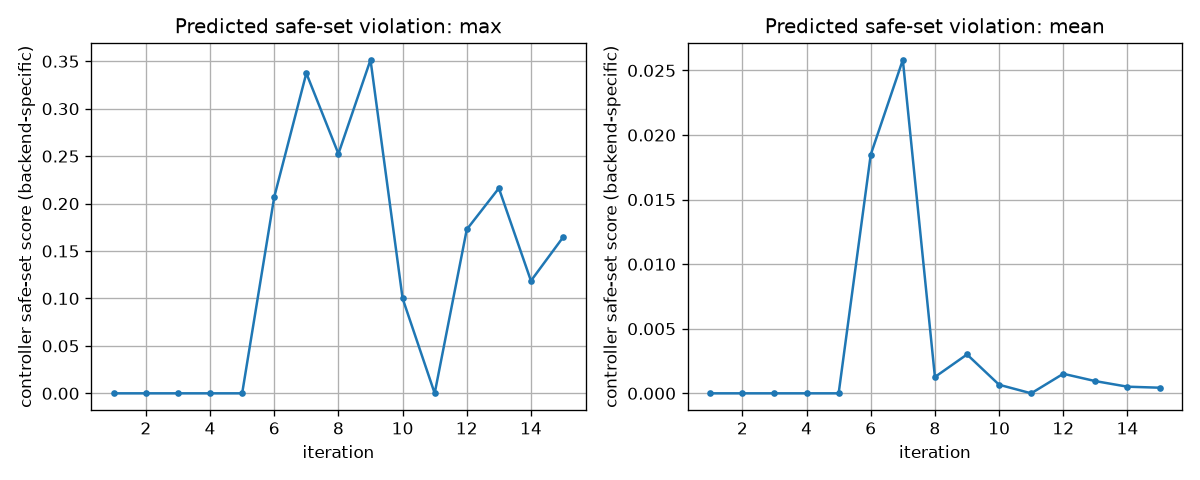 Predicted safe-set violation: max
controller safe-set score (backend-specific)
0.35
0.30
0.25
0.20
0.15
0.10
0.05
0.00
2 4 6 8 10 12 14
iteration
Predicted safe-set violation: mean
controller safe-set score (backend-specific)
0.025
0.020
0.015
0.010
0.005
0.000
2 4 6 8 10 12 14
iteration